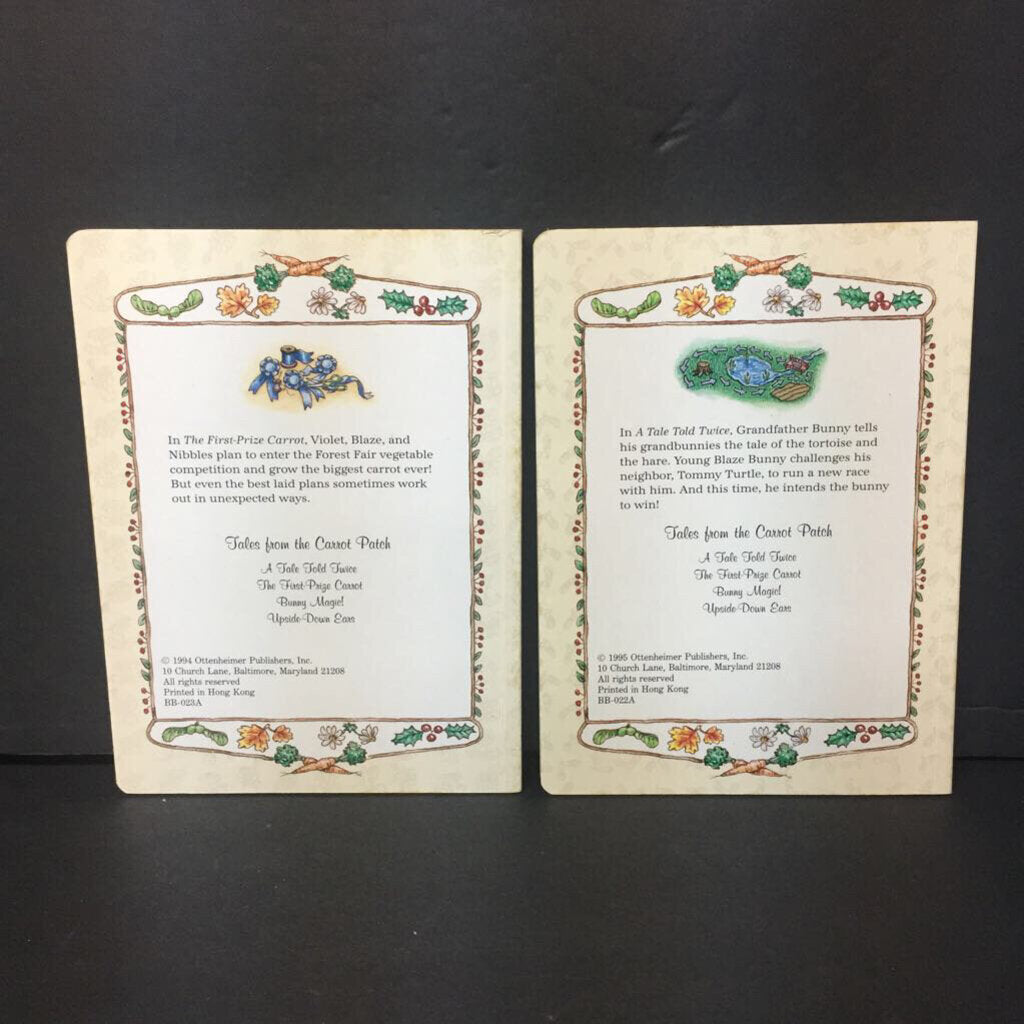 In The First-Prize Carrot, Violet, Blaze, and
Nibbles plan to enter the Forest Fair vegetable
competition and grow the biggest carrot ever!
But even the best laid plans sometimes work
out in unexpected ways.
Tales from the Carrot Patch
A Tale Told Twice
The First-Prize Carrot
Bunny Magic!
Upside-Down Ears
© 1994 Ottenheimer Publishers, Inc.
10 Church Lane, Baltimore, Maryland 21208
All rights reserved
Printed in Hong Kong
BB-023A
In A Tale Told Twice, Grandfather Bunny tells
his grandbunnies the tale of the tortoise and
the hare. Young Blaze Bunny challenges his
neighbor, Tommy Turtle, to run a new race
with him. And this time, he intends the bunny
to win!
Tales from the Carrot Patch
A Tale Told Twice
The First-Prize Carrot
Bunny Magic!
Upside-Down Ears
© 1995 Ottenheimer Publishers, Inc.
10 Church Lane, Baltimore, Maryland 21208
All rights reserved
Printed in Hong Kong
BB-022A